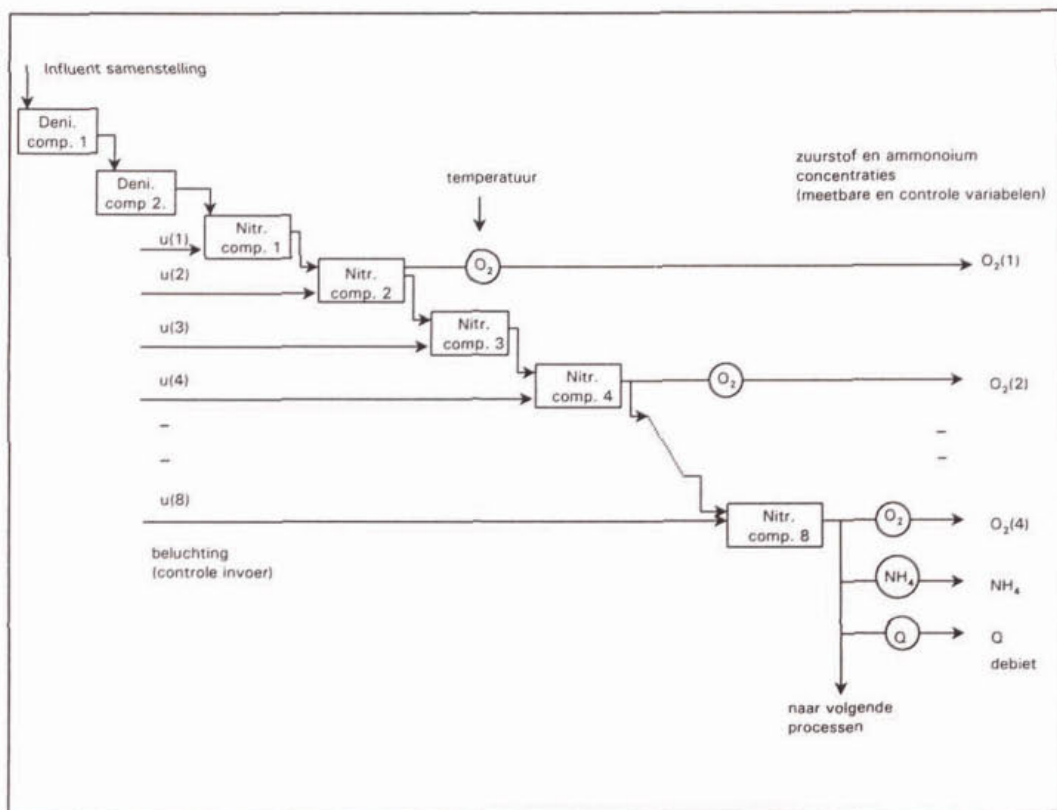 Influent samenstelling
Deni.
comp. 1
Deni.
comp 2.
temperatuur
zuurstof en ammonoium
concentraties
(meetbare en controle variabelen)
u(1)
Nitr.
comp. 1
u(2)
Nitr.
comp. 2
O₂
O₂(1)
u(3)
Nitr.
comp. 3
u(4)
Nitr.
comp. 4
O₂
O₂(2)
–
–
–
–
u(8)
Nitr.
comp. 8
O₂
O₂(4)
beluchting
(controle invoer)
NH₄
NH₄
Q
Q
debiet
naar volgende
processen